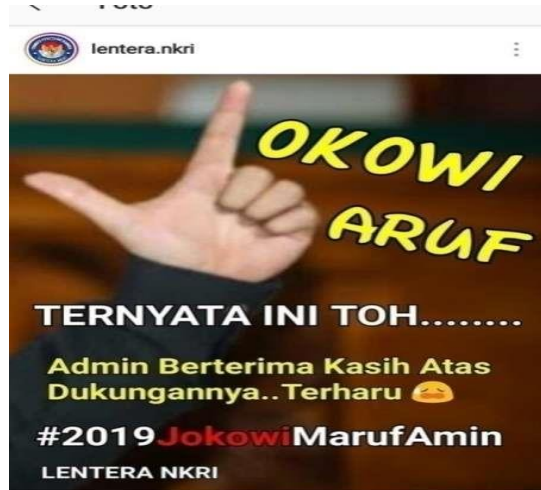 lentera.nkri
OKOWI
ARUF
TERNYATA INI TOH........
Admin Berterima Kasih Atas
Dukungannya..Terharu
#2019JokowiMarufAmin
LENTERA NKRI